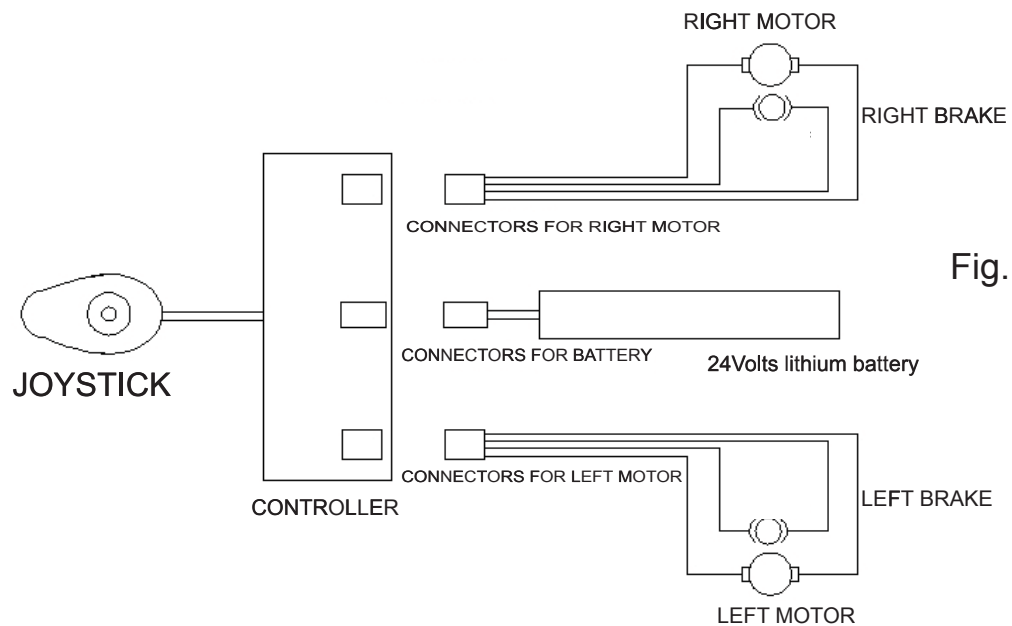 RIGHT MOTOR
RIGHT BRAKE
CONNECTORS FOR RIGHT MOTOR
Fig.
JOYSTICK
CONNECTORS FOR BATTERY
24Volts lithium battery
CONNECTORS FOR LEFT MOTOR
CONTROLLER
LEFT BRAKE
LEFT MOTOR